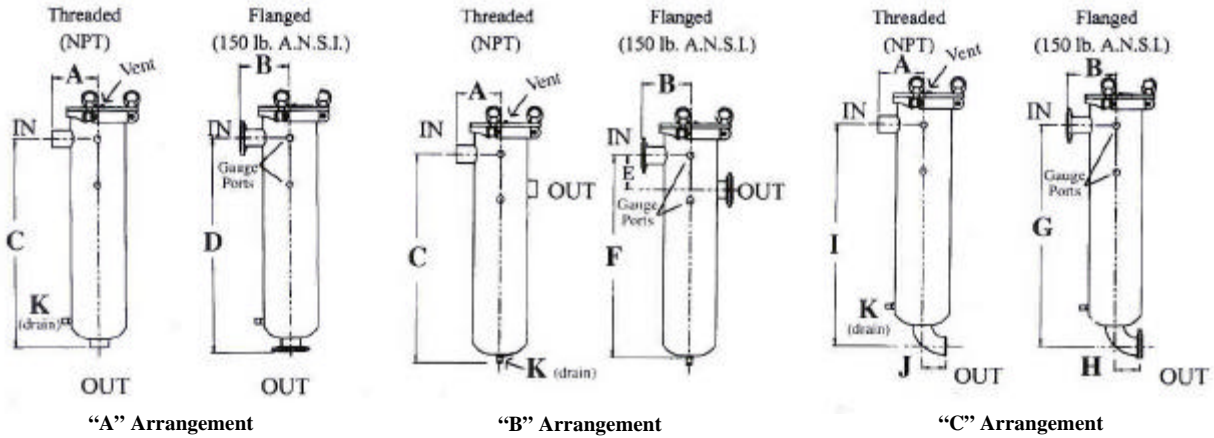 Threaded
(NPT)
Vent
A
IN
C
K
(drain)
OUT
Flanged
(150 lb. A.N.S.I.)
B
IN
Gauge
Ports
D
OUT
"A" Arrangement
Threaded
(NPT)
Vent
A
IN
OUT
C
K (drain)
Flanged
(150 lb. A.N.S.I.)
B
IN
E
OUT
Gauge
Ports
F
"B" Arrangement
Threaded
(NPT)
Vent
A
IN
I
K
(drain)
J
OUT
Flanged
(150 lb. A.N.S.I.)
B
IN
Gauge
Ports
G
H
OUT
"C" Arrangement